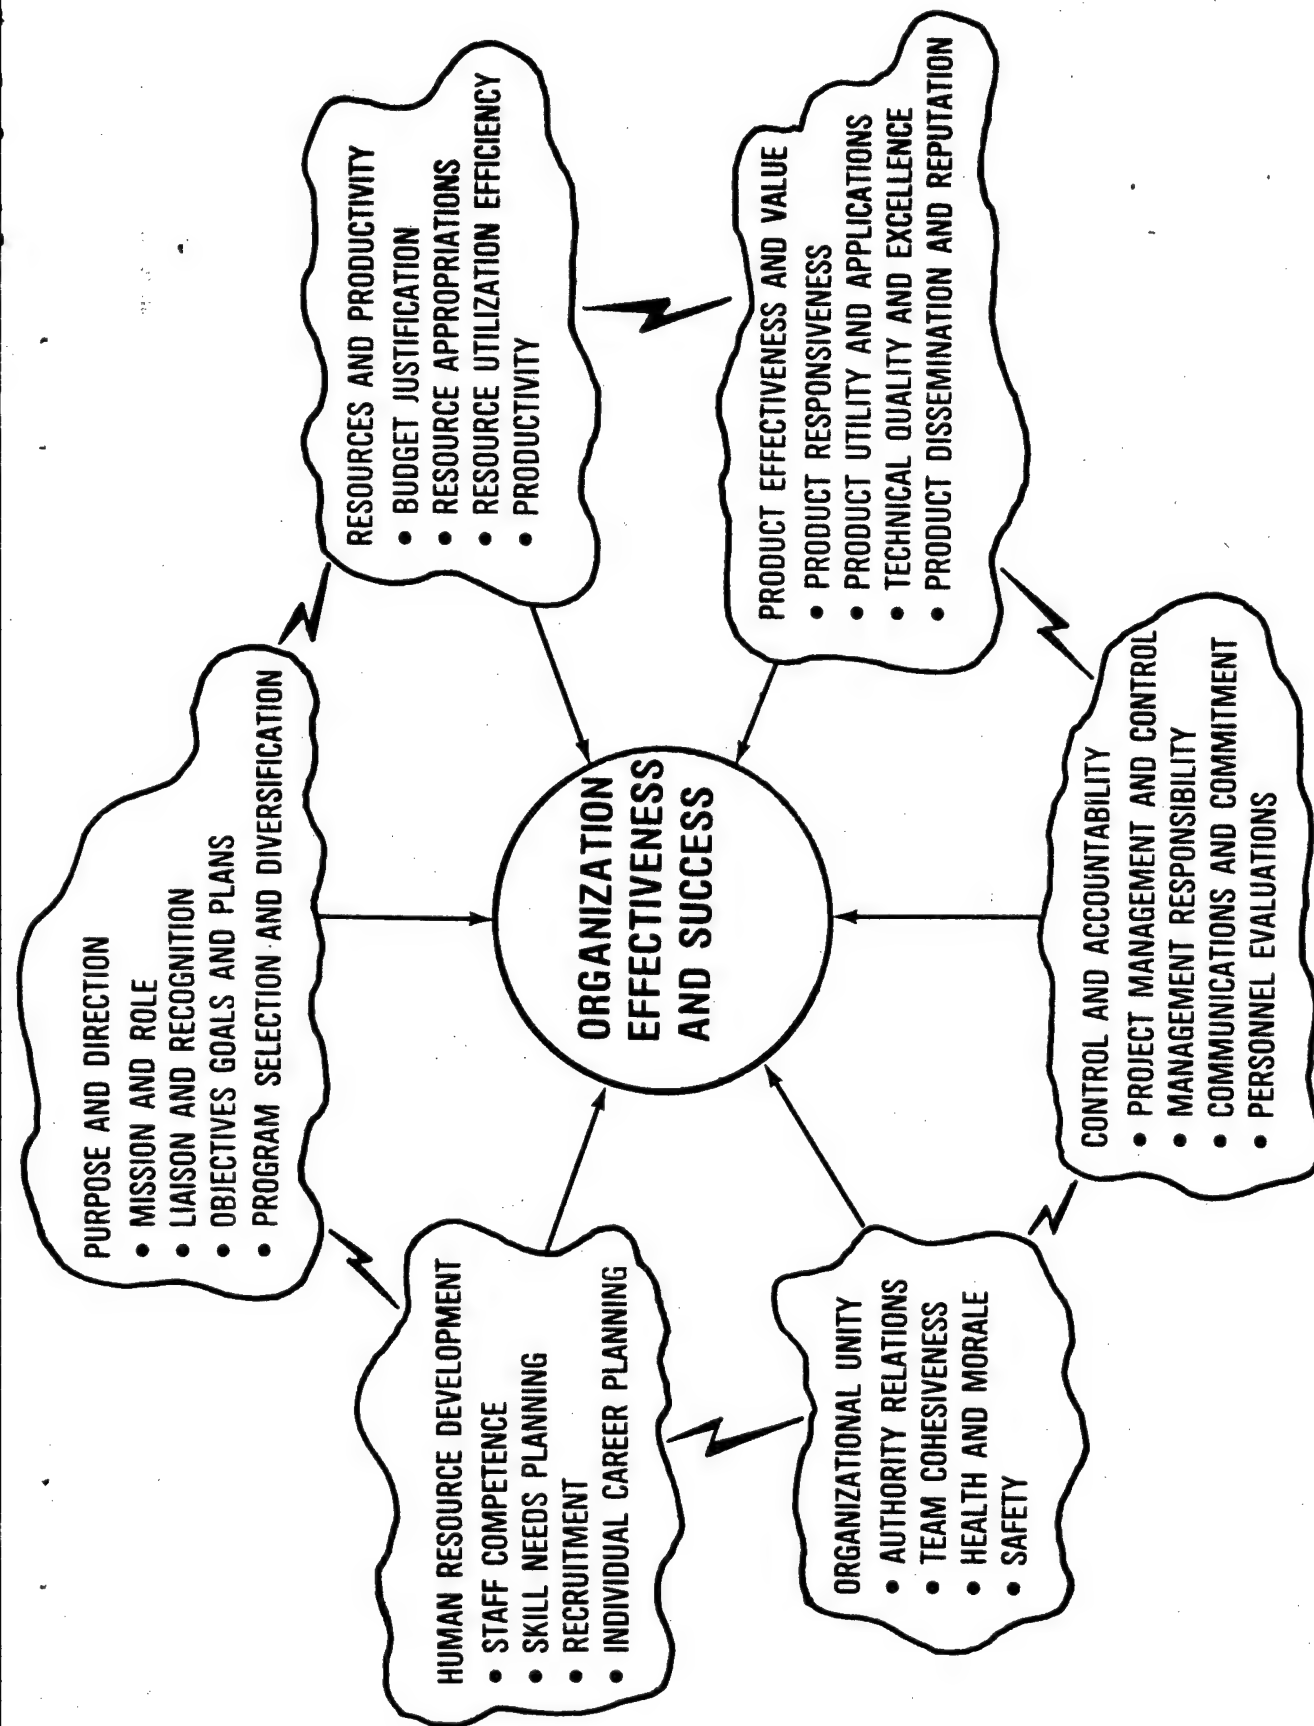 PURPOSE AND DIRECTION
• MISSION AND ROLE
• LIAISON AND RECOGNITION
• OBJECTIVES GOALS AND PLANS
• PROGRAM SELECTION AND DIVERSIFICATION
RESOURCES AND PRODUCTIVITY
• BUDGET JUSTIFICATION
• RESOURCE APPROPRIATIONS
• RESOURCE UTILIZATION EFFICIENCY
• PRODUCTIVITY
HUMAN RESOURCE DEVELOPMENT
• STAFF COMPETENCE
• SKILL NEEDS PLANNING
• RECRUITMENT
• INDIVIDUAL CAREER PLANNING
ORGANIZATION
EFFECTIVENESS
AND SUCCESS
PRODUCT EFFECTIVENESS AND VALUE
• PRODUCT RESPONSIVENESS
• PRODUCT UTILITY AND APPLICATIONS
• TECHNICAL QUALITY AND EXCELLENCE
• PRODUCT DISSEMINATION AND REPUTATION
ORGANIZATIONAL UNITY
• AUTHORITY RELATIONS
• TEAM COHESIVENESS
• HEALTH AND MORALE
• SAFETY
CONTROL AND ACCOUNTABILITY
• PROJECT MANAGEMENT AND CONTROL
• MANAGEMENT RESPONSIBILITY
• COMMUNICATIONS AND COMMITMENT
• PERSONNEL EVALUATIONS